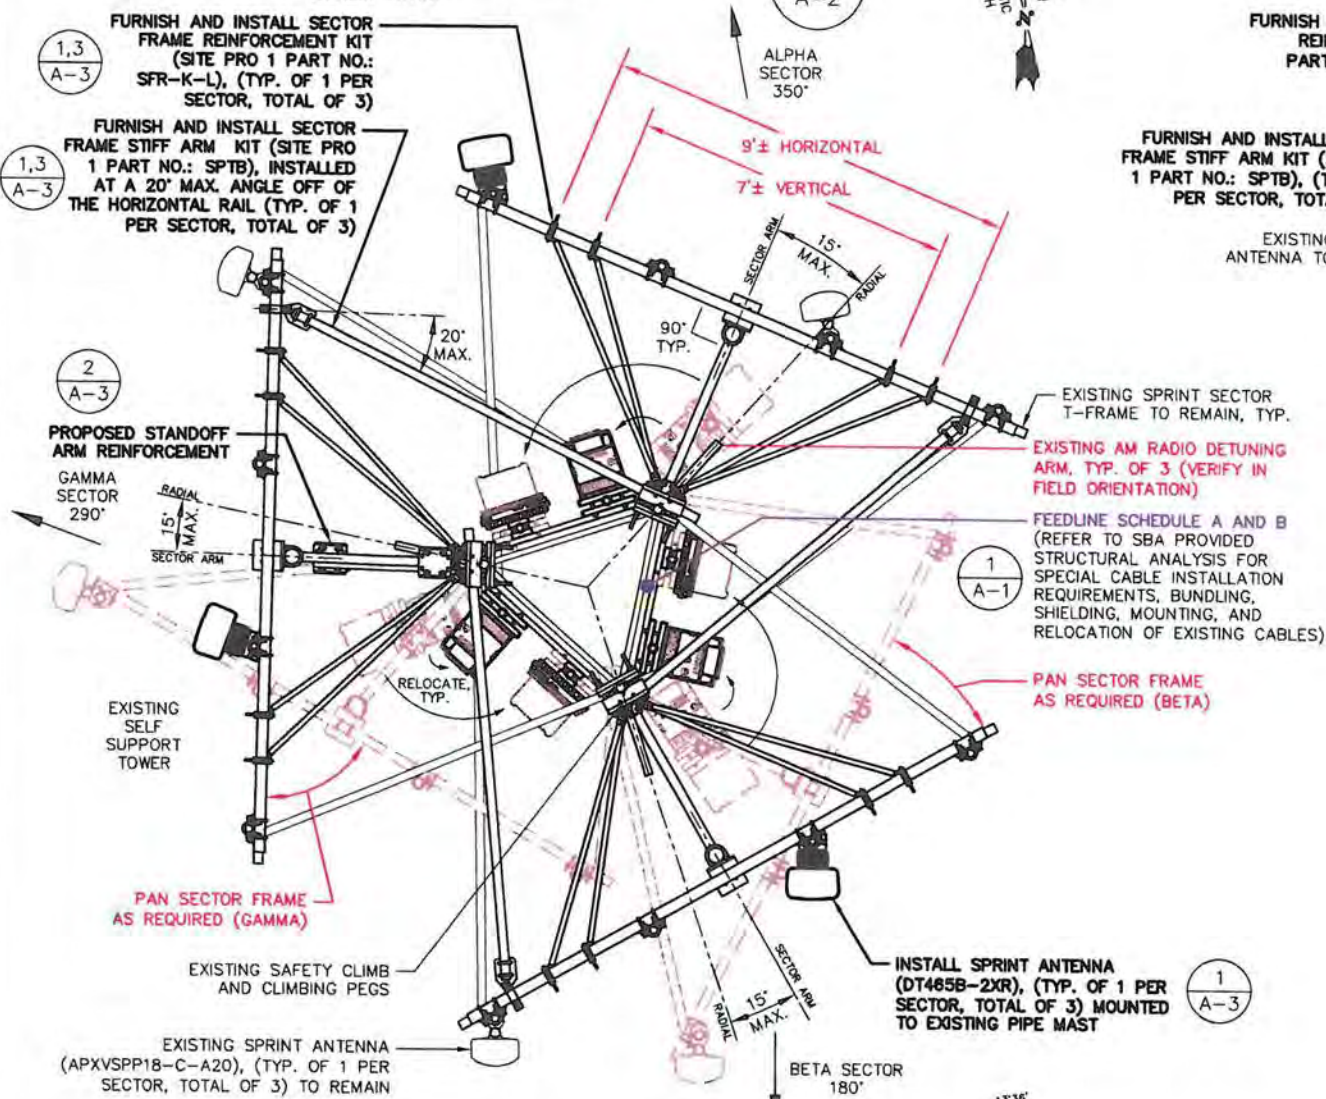 FURNISH AND INSTALL SECTOR
FRAME REINFORCEMENT KIT
(SITE PRO 1 PART NO.:
SFR-K-L), (TYP. OF 1 PER
SECTOR, TOTAL OF 3)
1,3
A-3
FURNISH AND INSTALL SECTOR
FRAME STIFF ARM KIT (SITE PRO
1 PART NO.: SPTB), INSTALLED
AT A 20° MAX. ANGLE OFF OF
THE HORIZONTAL RAIL (TYP. OF 1
PER SECTOR, TOTAL OF 3)
1,3
A-3
A-2
ALPHA
SECTOR
350°
N
FURNISH
PART
FURNISH AND INSTALL
FRAME STIFF ARM KIT (
1 PART NO.: SPTB), (
PER SECTOR,
EXISTING
ANTENNA TO
9'± HORIZONTAL
7'± VERTICAL
SECTOR ARM
15°
MAX.
RADIAL
90°
TYP.
20°
MAX.
2
A-3
PROPOSED STANDOFF
ARM REINFORCEMENT
GAMMA
SECTOR
290°
RADIAL
15°
MAX.
SECTOR ARM
EXISTING SPRINT SECTOR
T-FRAME TO REMAIN, TYP.
EXISTING AM RADIO DETUNING
ARM, TYP. OF 3 (VERIFY IN
FIELD ORIENTATION)
FEEDLINE SCHEDULE A AND B
(REFER TO SBA PROVIDED
STRUCTURAL ANALYSIS FOR
SPECIAL CABLE INSTALLATION
REQUIREMENTS, BUNDLING,
SHIELDING, MOUNTING, AND
RELOCATION OF EXISTING CABLES)
1
A-1
RELOCATE,
TYP.
PAN SECTOR FRAME
AS REQUIRED (BETA)
EXISTING
SELF
SUPPORT
TOWER
PAN SECTOR FRAME
AS REQUIRED (GAMMA)
EXISTING SAFETY CLIMB
AND CLIMBING PEGS
EXISTING SPRINT ANTENNA
(APXVSPP18-C-A20), (TYP. OF 1 PER
SECTOR, TOTAL OF 3) TO REMAIN
RADIAL
15°
MAX.
SECTOR ARM
INSTALL SPRINT ANTENNA
(DT465B-2XR), (TYP. OF 1 PER
SECTOR, TOTAL OF 3) MOUNTED
TO EXISTING PIPE MAST
1
A-3
BETA SECTOR
180°